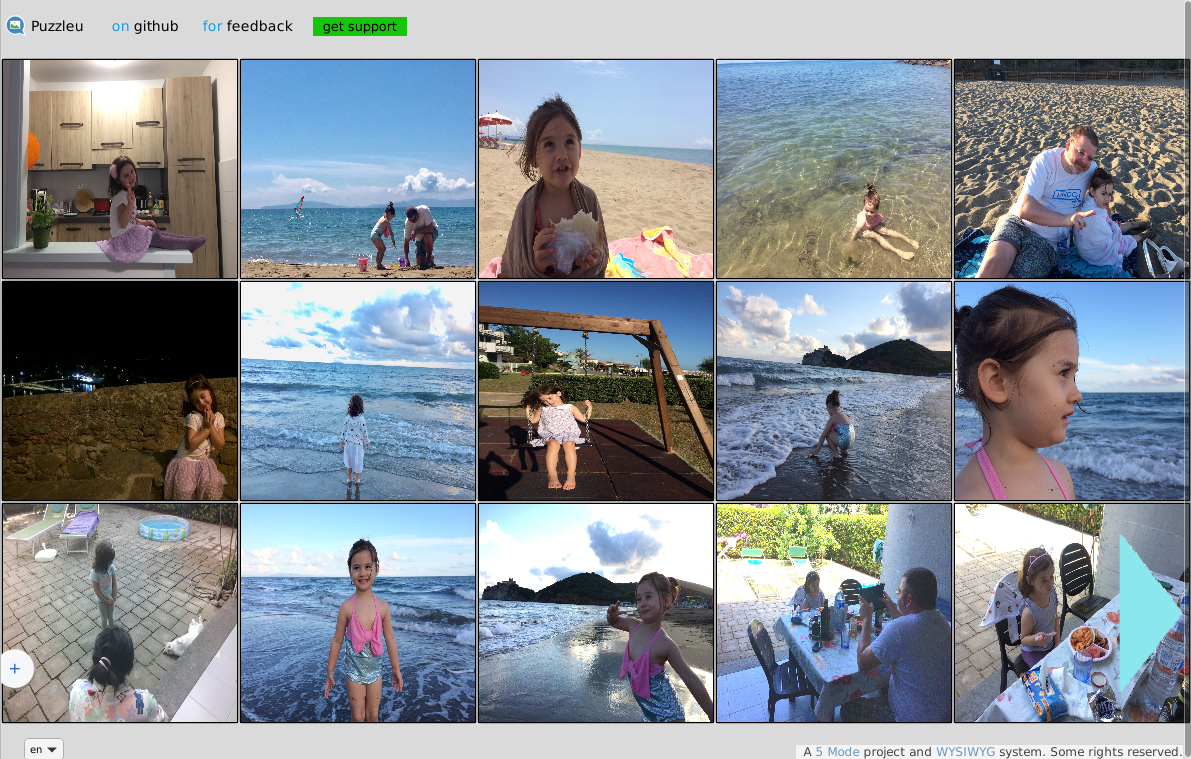 Puzzleu on github for feedback get support
+
en
A 5 Mode project and WYSIWYG system. Some rights reserved.